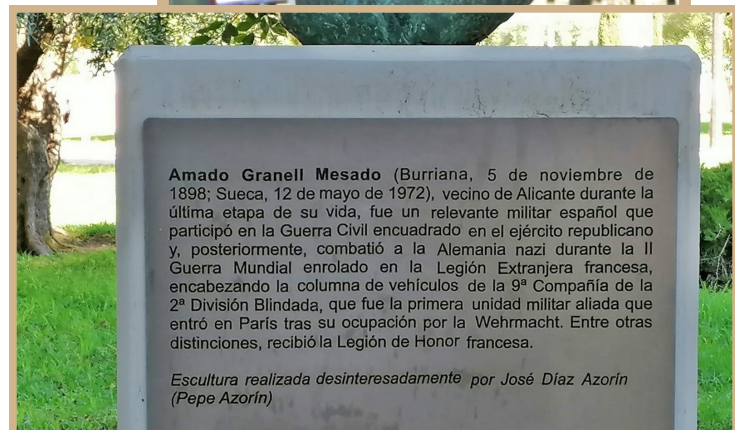 Amado Granell Mesado (Burriana, 5 de noviembre de
1898; Sueca, 12 de mayo de 1972), vecino de Alicante durante la
última etapa de su vida, fue un relevante militar español que
participó en la Guerra Civil encuadrado en el ejército republicano
y, posteriormente, combatió a la Alemania nazi durante la II
Guerra Mundial enrolado en la Legión Extranjera francesa,
encabezando la columna de vehículos de la 9ª Compañía de la
2ª División Blindada, que fue la primera unidad militar aliada que
entró en París tras su ocupación por la Wehrmacht. Entre otras
distinciones, recibió la Legión de Honor francesa.
Escultura realizada desinteresadamente por José Díaz Azorín
(Pepe Azorín)